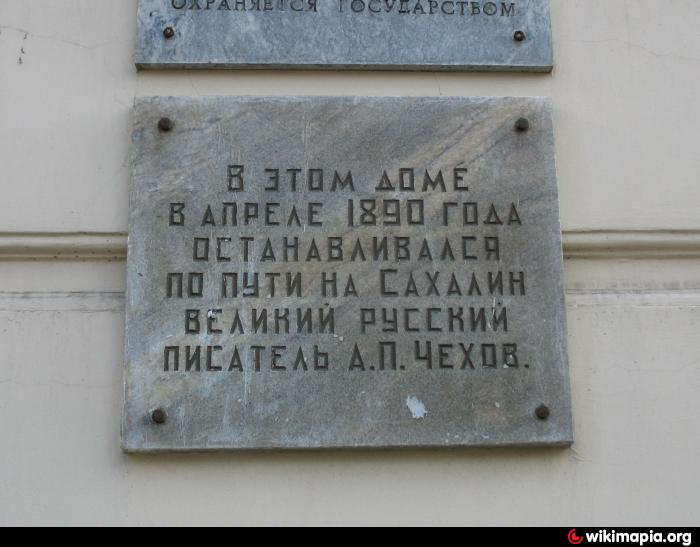 ОХРАНЯЕТСЯ ГОСУДАРСТВОМ
В ЭТОМ ДОМЕ
В АПРЕЛЕ 1890 ГОДА
ОСТАНАВЛИВАЛСЯ
ПО ПУТИ НА САХАЛИН
ВЕЛИКИЙ РУССКИЙ
ПИСАТЕЛЬ А.П. ЧЕХОВ.
wikimapia.org